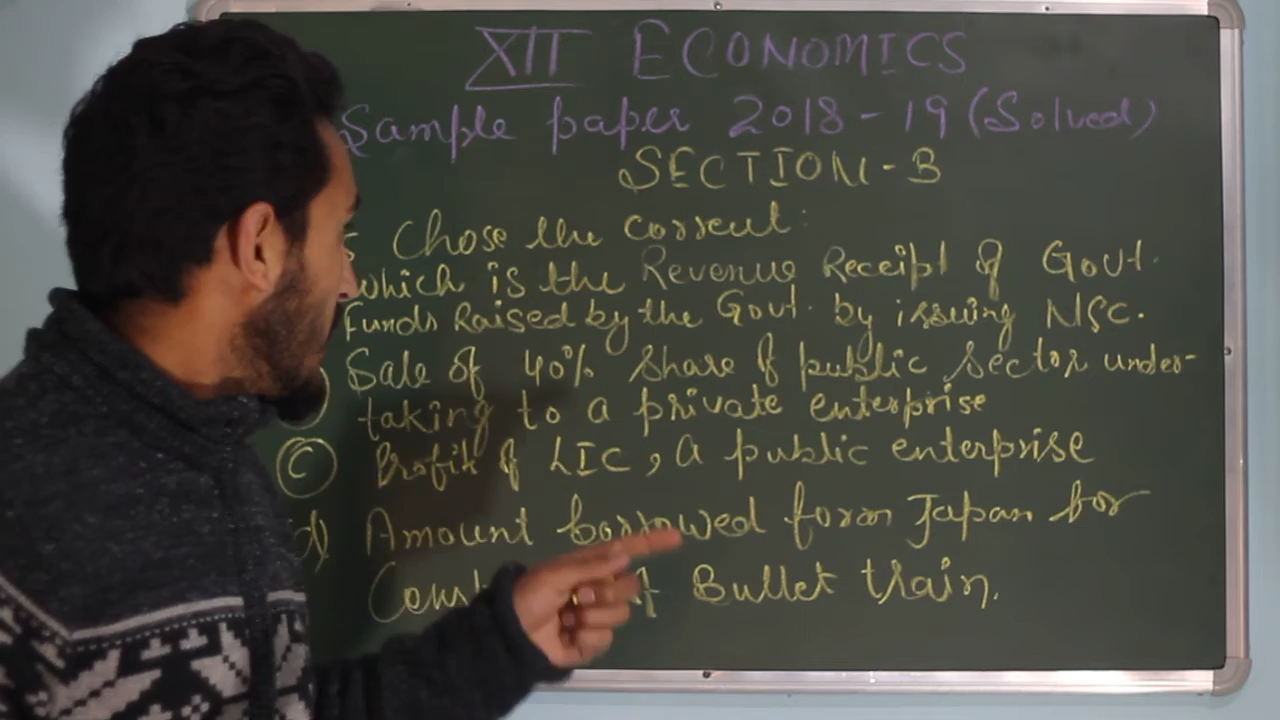 XII ECONOMICS
Sample paper 2018-19 (Solved)
SECTION-B
Chose the correct:
which is the Revenue Receipt of Govt.
Funds Raised by the Govt. by issuing NSC.
Sale of 40% share of public sector under-
taking to a private enterprise
(C) Profit of LIC, a public enterprise
d) Amount borrowed form Japan for
of Bullet train.